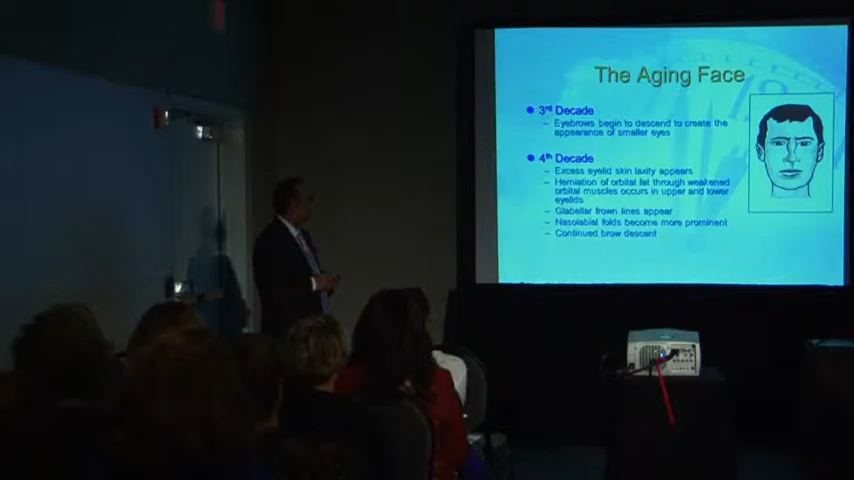 The Aging Face
● 3rd Decade
– Eyebrows begin to descend to create the
appearance of smaller eyes
● 4th Decade
– Excess eyelid skin laxity appears
– Herniation of orbital fat through weakened
orbital muscles occurs in upper and lower
eyelids
– Glabellar frown lines appear
– Nasolabial folds become more prominent
– Continued brow descent